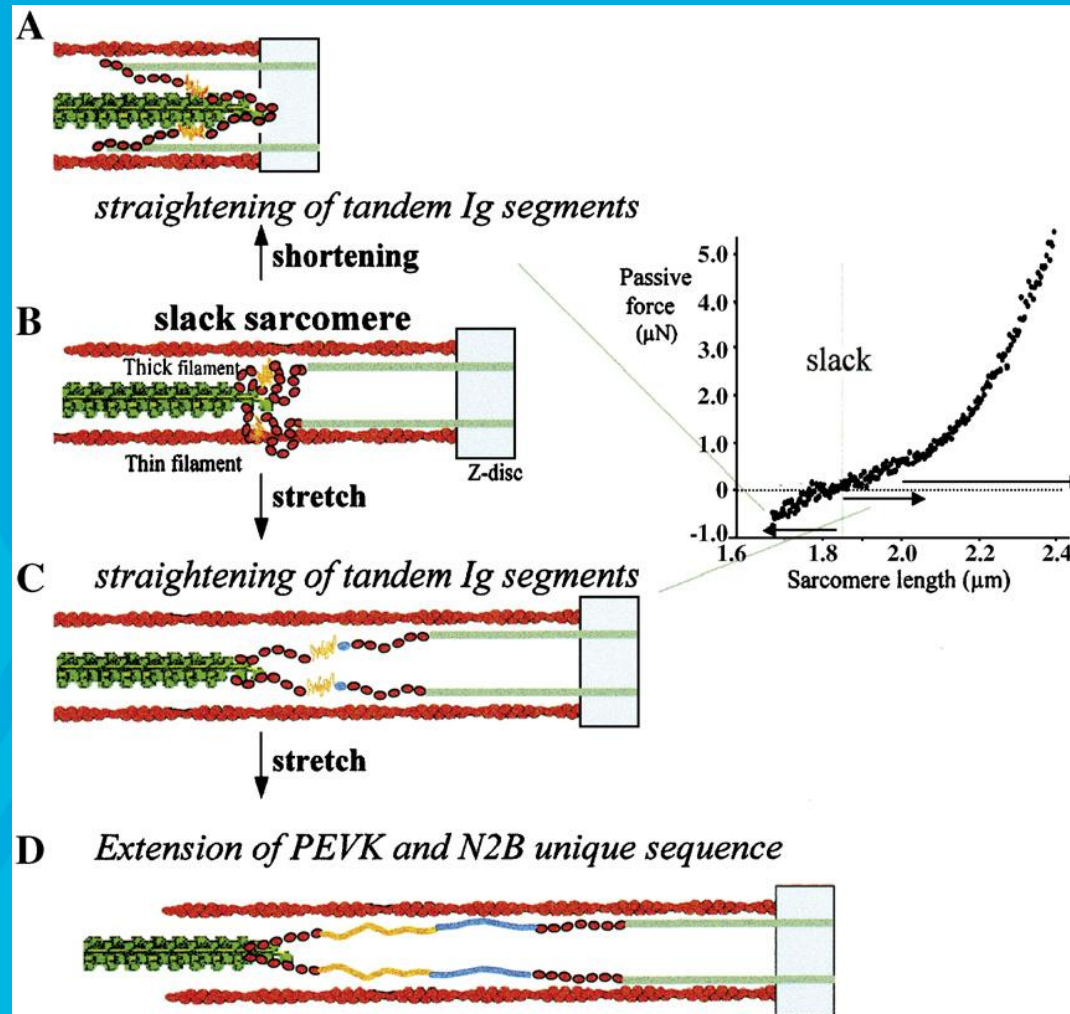 A
straightening of tandem Ig segments
shortening
B
slack sarcomere
Thick filament
Thin filament
Z-disc
stretch
C
straightening of tandem Ig segments
stretch
D
Extension of PEVK and N2B unique sequence
Passive
force
(µN)
5.0
4.0
3.0
2.0
1.0
0
-1.0
slack
1.6 1.8 2.0 2.2 2.4
Sarcomere length (µm)